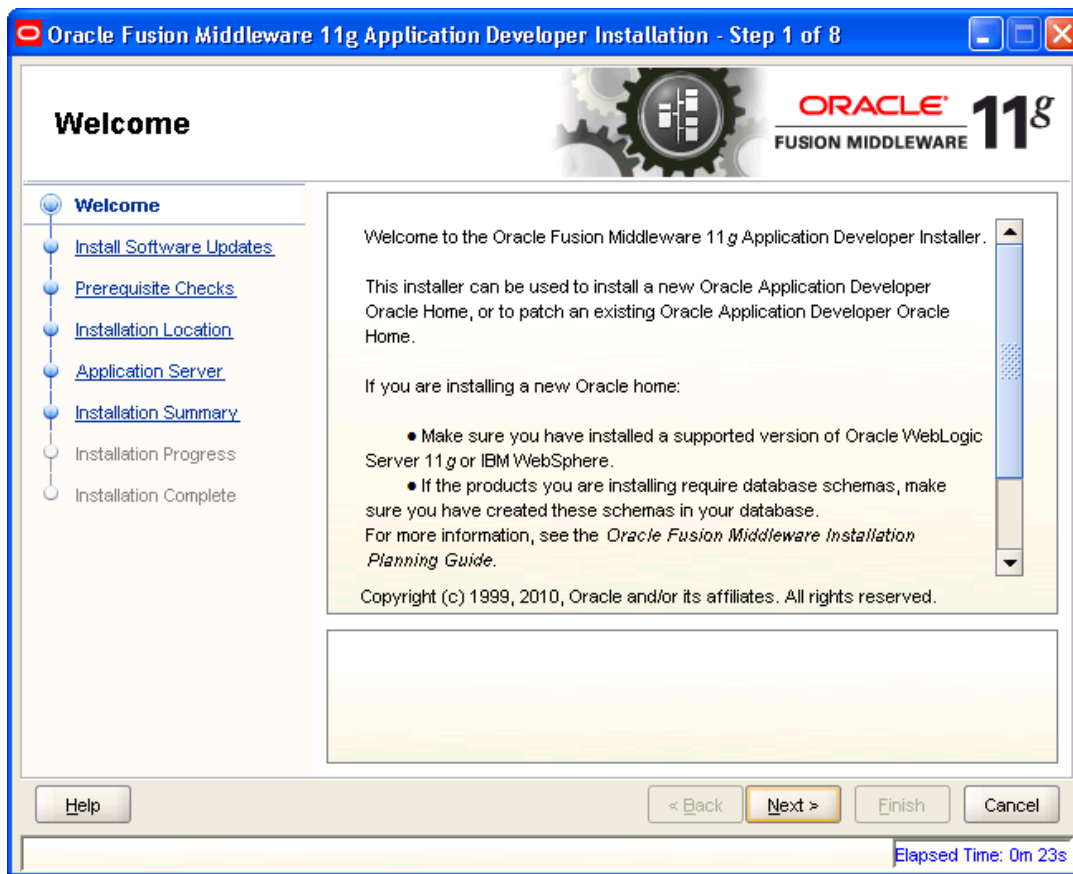 Oracle Fusion Middleware 11g Application Developer Installation - Step 1 of 8
Welcome
ORACLE
FUSION MIDDLEWARE
11g
Welcome
Install Software Updates
Prerequisite Checks
Installation Location
Application Server
Installation Summary
Installation Progress
Installation Complete
Welcome to the Oracle Fusion Middleware 11g Application Developer Installer.
This installer can be used to install a new Oracle Application Developer
Oracle Home, or to patch an existing Oracle Application Developer Oracle
Home.
If you are installing a new Oracle home:
● Make sure you have installed a supported version of Oracle WebLogic
Server 11g or IBM WebSphere.
● If the products you are installing require database schemas, make
sure you have created these schemas in your database.
For more information, see the Oracle Fusion Middleware Installation
Planning Guide.
Copyright (c) 1999, 2010, Oracle and/or its affiliates. All rights reserved.
Help
< Back
Next >
Finish
Cancel
Elapsed Time: 0m 23s